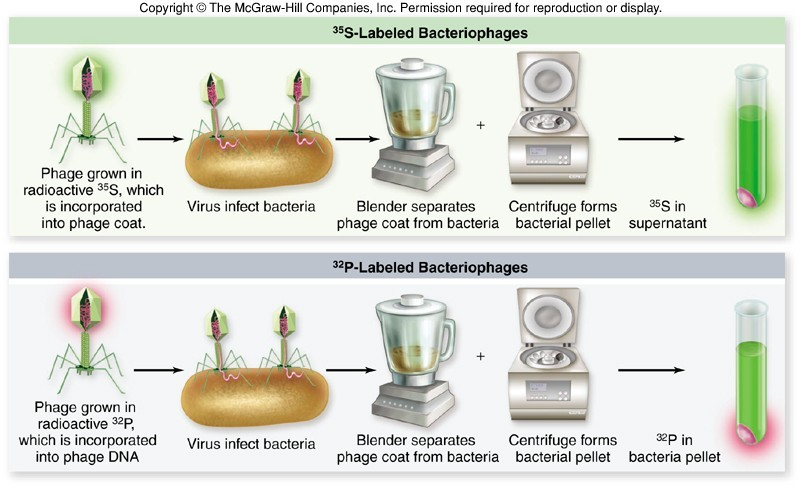 Copyright © The McGraw-Hill Companies, Inc. Permission required for reproduction or display.
³⁵S-Labeled Bacteriophages
Phage grown in
radioactive ³⁵S, which
is incorporated
into phage coat.
Virus infect bacteria
Blender separates
phage coat from bacteria
+
Centrifuge forms
bacterial pellet
³⁵S in
supernatant
³²P-Labeled Bacteriophages
Phage grown in
radioactive ³²P,
which is incorporated
into phage DNA
Virus infect bacteria
Blender separates
phage coat from bacteria
+
Centrifuge forms
bacterial pellet
³²P in
bacteria pellet